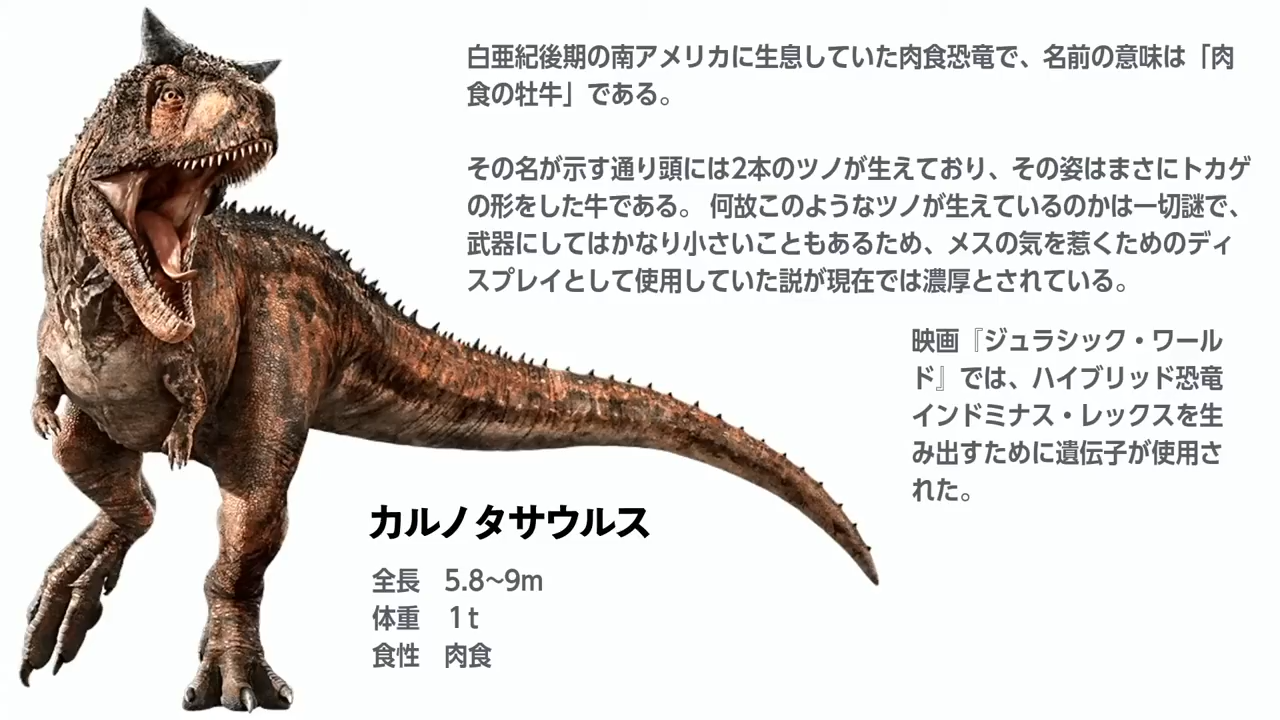 白亜紀後期の南アメリカに生息していた肉食恐竜で、名前の意味は「肉
食の牡牛」である。
その名が示す通り頭には2本のツノが生えており、その姿はまさにトカゲ
の形をした牛である。 何故このようなツノが生えているのかは一切謎で、
武器にしてはかなり小さいこともあるため、メスの気を惹くためのディ
スプレイとして使用していた説が現在では濃厚とされている。
映画『ジュラシック・ワール
ド』では、ハイブリッド恐竜
インドミナス・レックスを生
み出すために遺伝子が使用さ
れた。
カルノタサウルス
全長　5.8~9m
体重　1t
食性　肉食